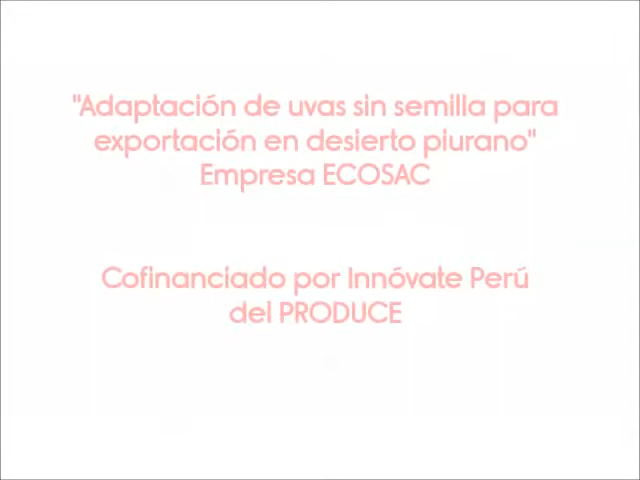 "Adaptación de uvas sin semilla para
exportación en desierto piurano"
Empresa ECOSAC
Cofinanciado por Innóvate Perú
del PRODUCE